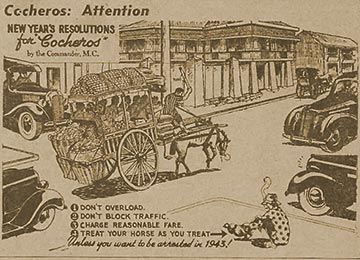 Cocheros: Attention
NEW YEAR'S RESOLUTIONS
for "Cocheros"
by the Commander, M.C.
1 DON'T OVERLOAD.
2 DON'T BLOCK TRAFFIC.
3 CHARGE REASONABLE FARE.
4 TREAT YOUR HORSE AS YOU TREAT
Unless you want to be arrested in 1943!